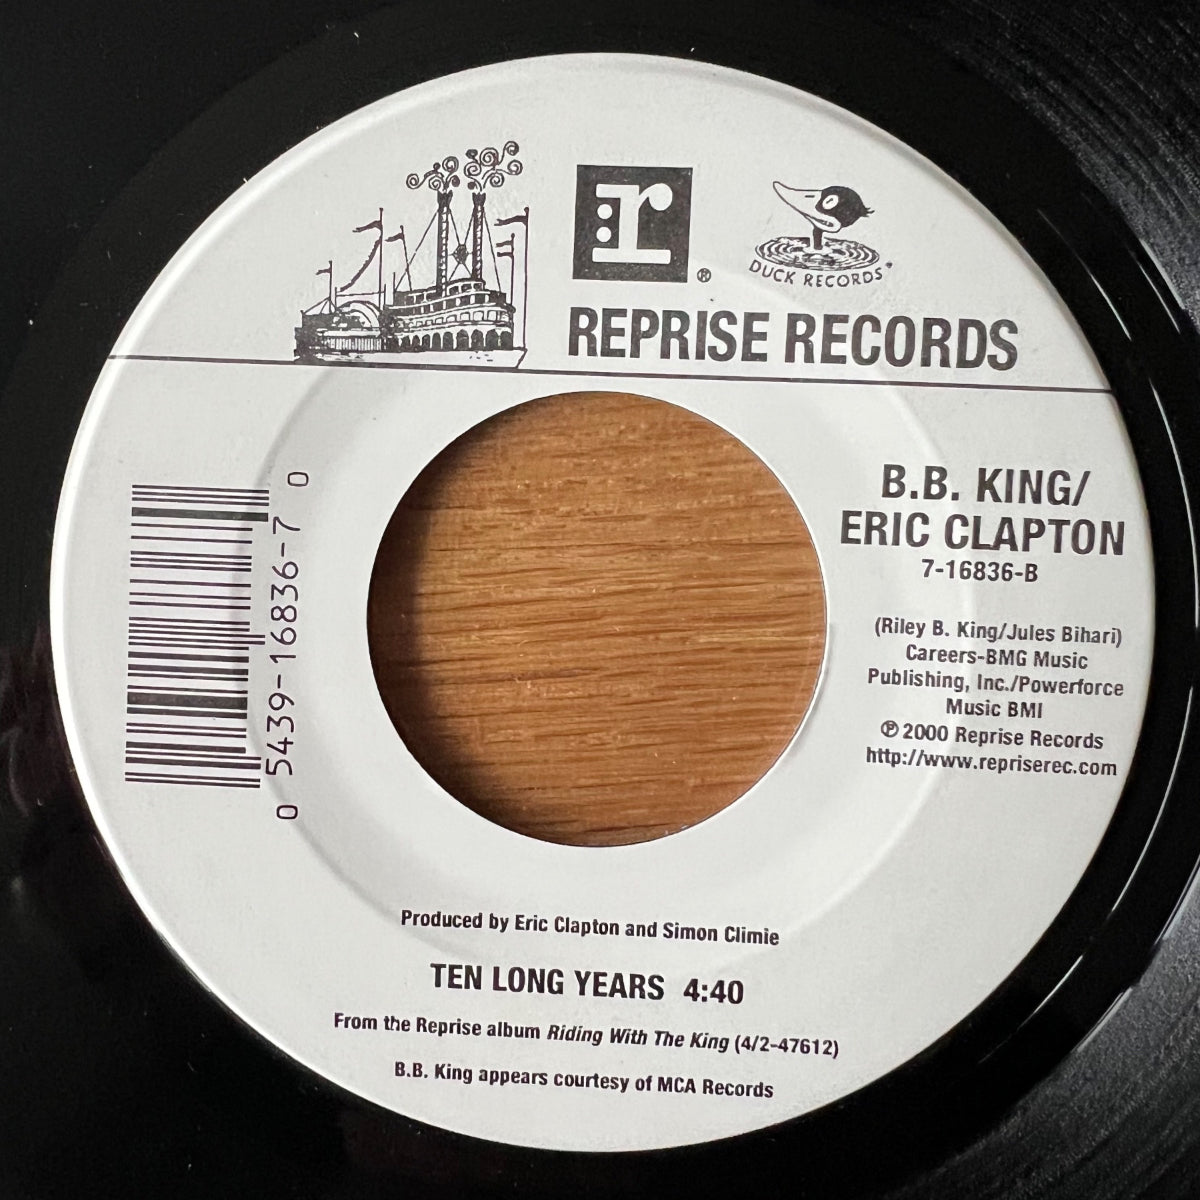 r
®
DUCK RECORDS
REPRISE RECORDS
0 5439-16836-7 0
B.B. KING/
ERIC CLAPTON
7-16836-B
(Riley B. King/Jules Bihari)
Careers-BMG Music
Publishing, Inc./Powerforce
Music BMI
℗ 2000 Reprise Records
http://www.repriserec.com
Produced by Eric Clapton and Simon Climie
TEN LONG YEARS 4:40
From the Reprise album Riding With The King (4/2-47612)
B.B. King appears courtesy of MCA Records